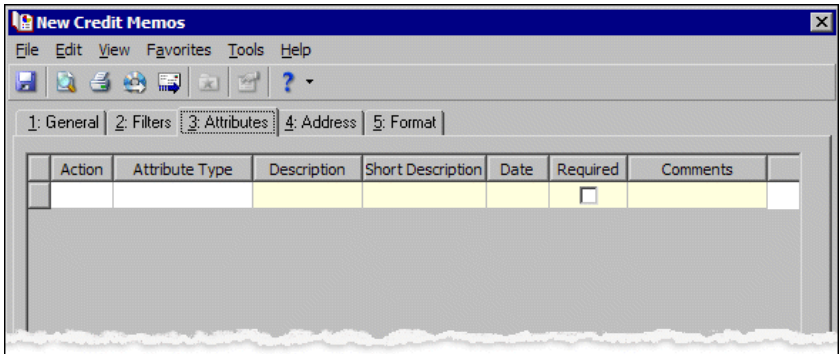 New Credit Memos
File Edit View Favorites Tools Help
?
1: General 2: Filters 3: Attributes 4: Address 5: Format
Action Attribute Type Description Short Description Date Required Comments